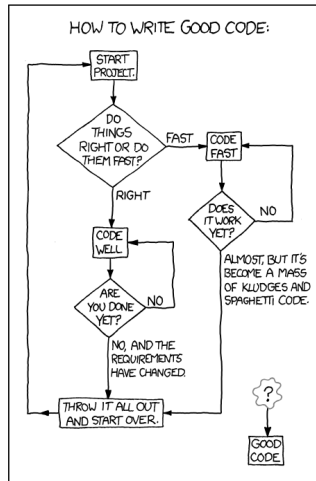 HOW TO WRITE GOOD CODE:
START
PROJECT.
DO
THINGS
RIGHT OR DO
THEM FAST?
FAST
CODE
FAST
RIGHT
DOES
IT WORK
YET?
NO
CODE
WELL
ALMOST, BUT IT'S
BECOME A MASS
OF KLUDGES AND
SPAGHETTI CODE.
ARE
YOU DONE
YET?
NO
NO, AND THE
REQUIREMENTS
HAVE CHANGED.
THROW IT ALL OUT
AND START OVER.
?
GOOD
CODE